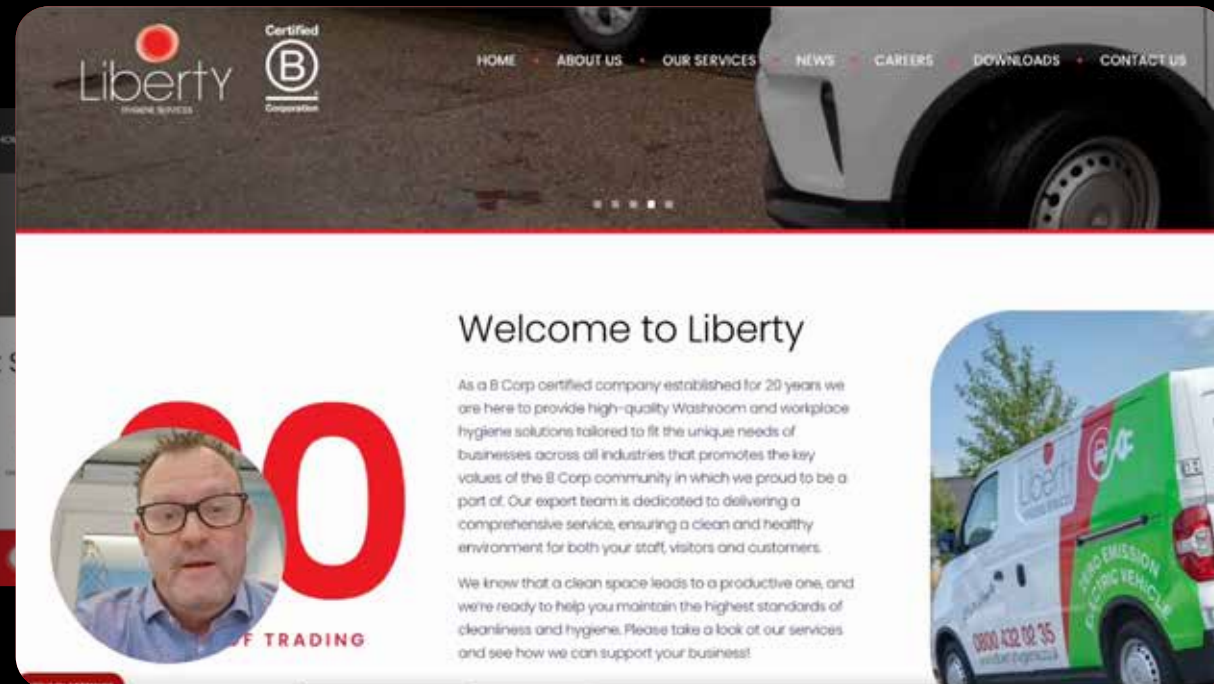 Liberty
HYGIENE SERVICES
Certified
B
Corporation
HOME
ABOUT US
OUR SERVICES
NEWS
CAREERS
DOWNLOADS
CONTACT US
Welcome to Liberty
As a B Corp certified company established for 20 years we
are here to provide high-quality Washroom and workplace
hygiene solutions tailored to fit the unique needs of
businesses across all industries that promotes the key
values of the B Corp community in which we proud to be a
part of. Our expert team is dedicated to delivering a
comprehensive service, ensuring a clean and healthy
environment for both your staff, visitors and customers.
We know that a clean space leads to a productive one, and
we're ready to help you maintain the highest standards of
cleanliness and hygiene. Please take a look at our services
and see how we can support your business!
OF TRADING
Liberty
ZERO EMISSION
ELECTRIC VEHICLE
0800 432 02 35